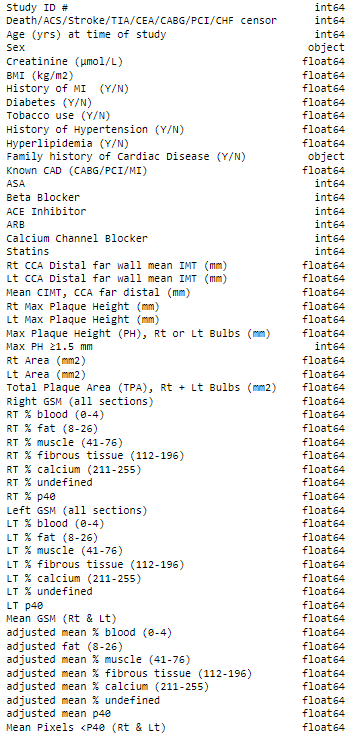 Study ID # int64
Death/ACS/Stroke/TIA/CEA/CABG/PCI/CHF censor int64
Age (yrs) at time of study int64
Sex object
Creatinine (μmol/L) float64
BMI (kg/m2) float64
History of MI  (Y/N) float64
Diabetes (Y/N) float64
Tobacco use (Y/N) float64
History of Hypertension (Y/N) float64
Hyperlipidemia (Y/N) float64
Family history of Cardiac Disease (Y/N) object
Known CAD (CABG/PCI/MI) float64
ASA int64
Beta Blocker int64
ACE Inhibitor int64
ARB int64
Calcium Channel Blocker int64
Statins int64
Rt CCA Distal far wall mean IMT (mm) float64
Lt CCA Distal far wall mean IMT (mm) float64
Mean CIMT, CCA far distal (mm) float64
Rt Max Plaque Height (mm) float64
Lt Max Plaque Height (mm) float64
Max Plaque Height (PH), Rt or Lt Bulbs (mm) float64
Max PH ≥1.5 mm int64
Rt Area (mm2) float64
Lt Area (mm2) float64
Total Plaque Area (TPA), Rt + Lt Bulbs (mm2) float64
Right GSM (all sections) float64
RT % blood (0-4) float64
RT % fat (8-26) float64
RT % muscle (41-76) float64
RT % fibrous tissue (112-196) float64
RT % calcium (211-255) float64
RT % undefined float64
RT % p40 float64
Left GSM (all sections) float64
LT % blood (0-4) float64
LT % fat (8-26) float64
LT % muscle (41-76) float64
LT % fibrous tissue (112-196) float64
LT % calcium (211-255) float64
LT % undefined float64
LT p40 float64
Mean GSM (Rt & Lt) float64
adjusted mean % blood (0-4) float64
adjusted fat (8-26) float64
adjusted mean % muscle (41-76) float64
adjusted mean % fibrous tissue (112-196) float64
adjusted mean % calcium (211-255) float64
adjusted mean % undefined float64
adjusted mean p40 float64
Mean Pixels <P40 (Rt & Lt) float64